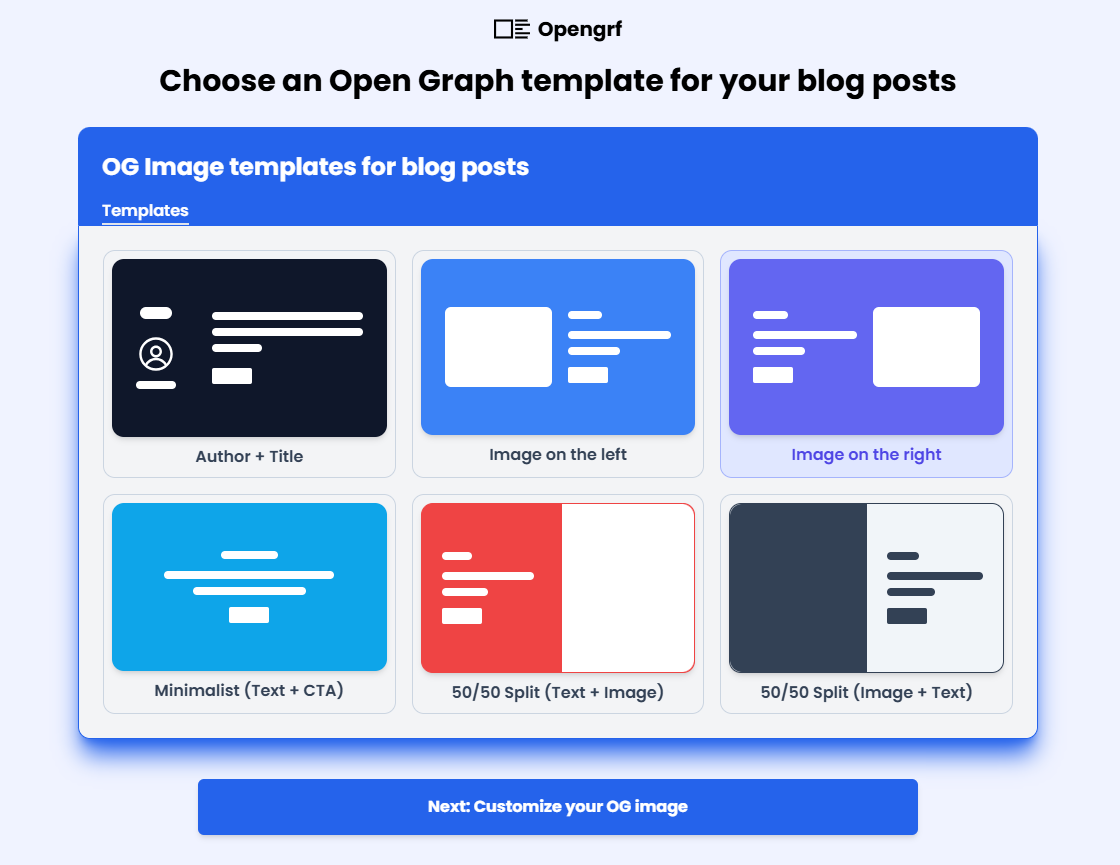 Opengrf
Choose an Open Graph template for your blog posts
OG Image templates for blog posts
Templates
Author + Title
Image on the left
Image on the right
Minimalist (Text + CTA)
50/50 Split (Text + Image)
50/50 Split (Image + Text)
Next: Customize your OG image